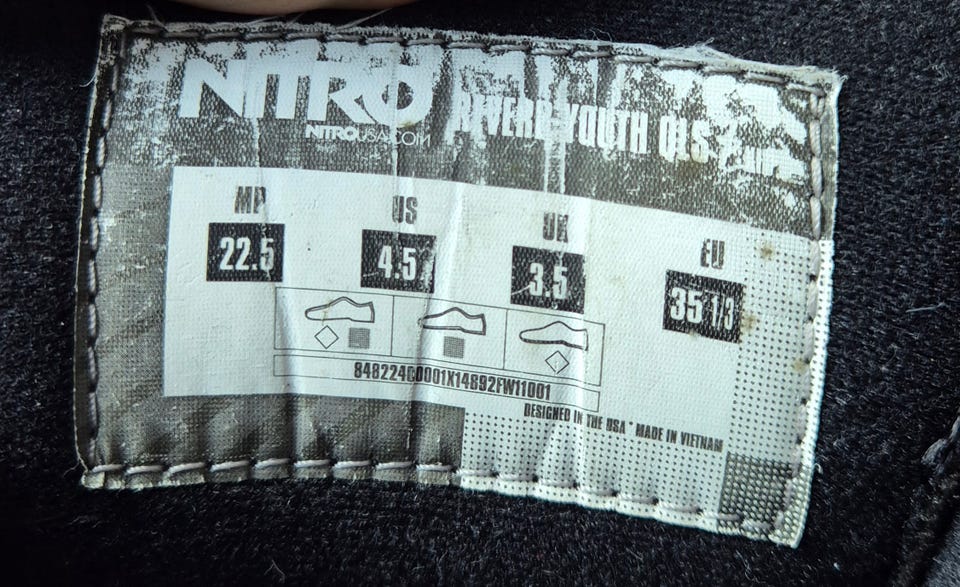 NITRO
NITROUSA.COM
YOUTH QLS
MP US UK EU
22.5 4.5 3.5 35 1/3
DESIGNED IN THE USA * MADE IN VIETNAM